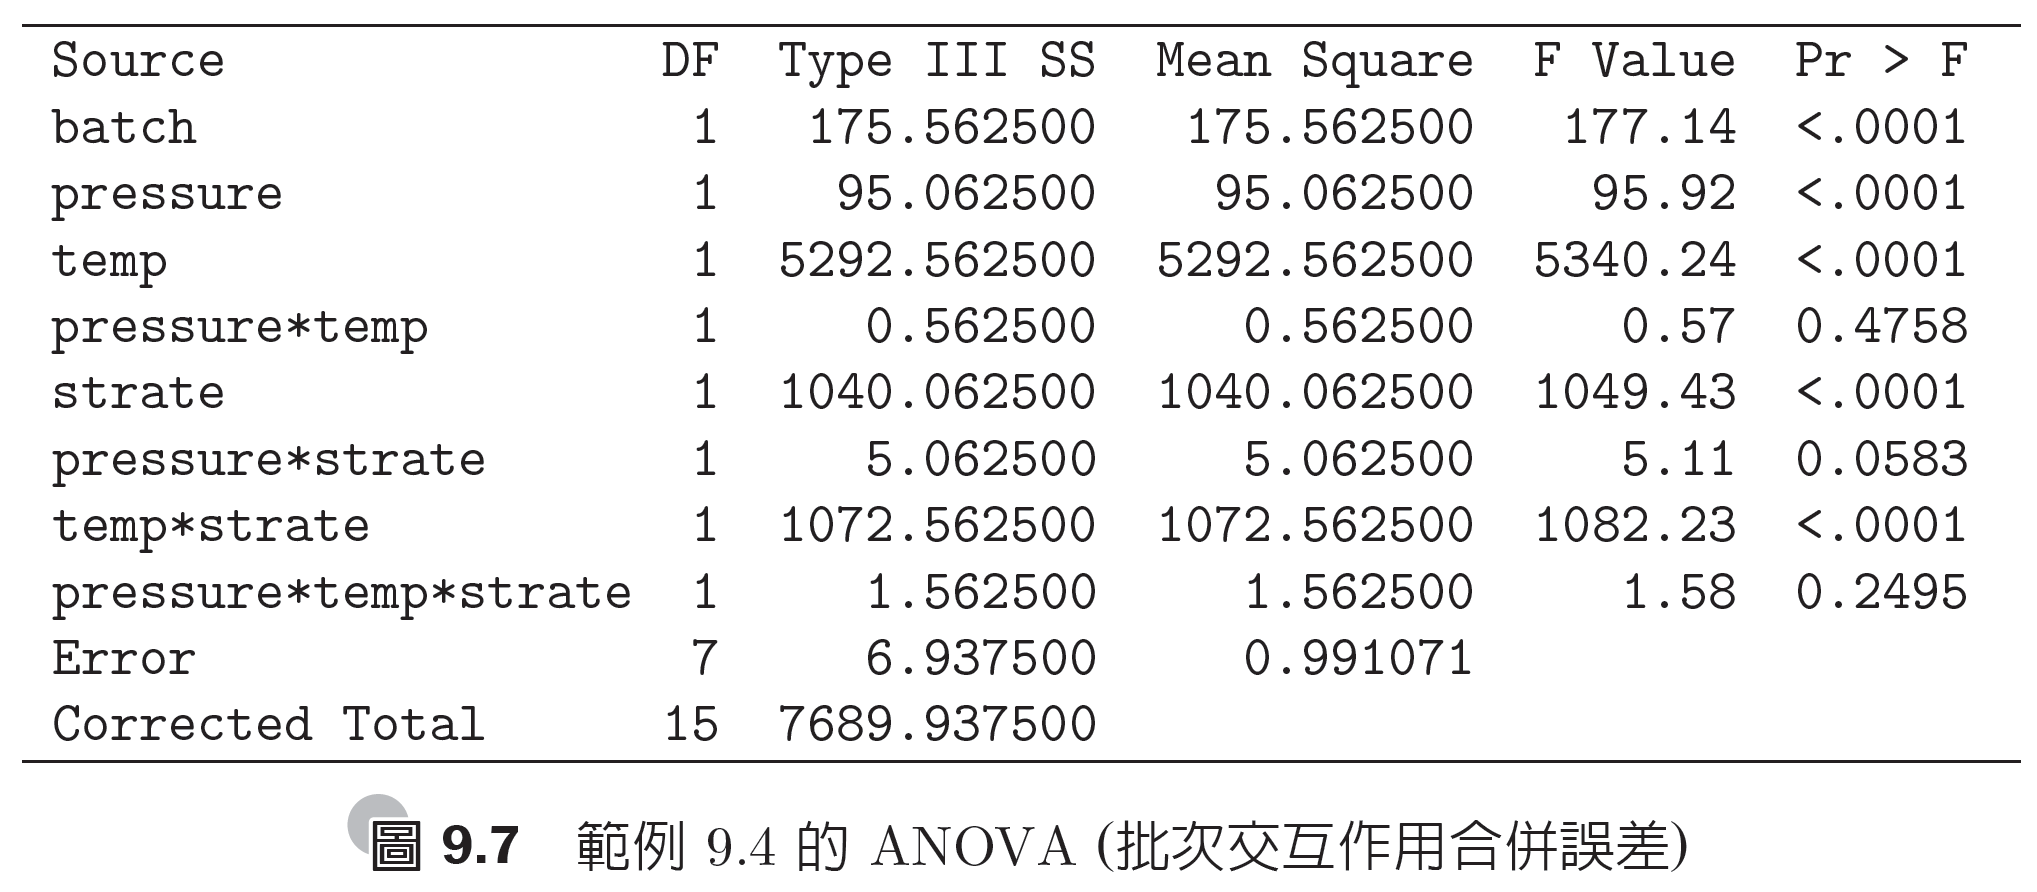 Source DF Type III SS Mean Square F Value Pr > F
batch 1 175.562500 175.562500 177.14 <.0001
pressure 1 95.062500 95.062500 95.92 <.0001
temp 1 5292.562500 5292.562500 5340.24 <.0001
pressure*temp 1 0.562500 0.562500 0.57 0.4758
strate 1 1040.062500 1040.062500 1049.43 <.0001
pressure*strate 1 5.062500 5.062500 5.11 0.0583
temp*strate 1 1072.562500 1072.562500 1082.23 <.0001
pressure*temp*strate 1 1.562500 1.562500 1.58 0.2495
Error 7 6.937500 0.991071
Corrected Total 15 7689.937500
圖 9.7 範例 9.4 的 ANOVA (批次交互作用合併誤差)